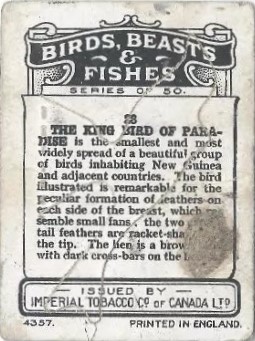 BIRDS, BEASTS
&
FISHES
SERIES OF 50.
THE KING BIRD OF PARA-
DISE is the smallest and most
widely spread of a beautiful group
of birds inhabiting New Guinea
and adjacent countries. The bird
illustrated is remarkable for the
peculiar formation of feathers on
each side of the breast, which
semble small fans. the two
tail feathers are racket-sha
the tip. The hen is a brow
with dark cross-bars on the
ISSUED BY
IMPERIAL TOBACCO Co OF CANADA LTD
4357.
PRINTED IN ENGLAND.